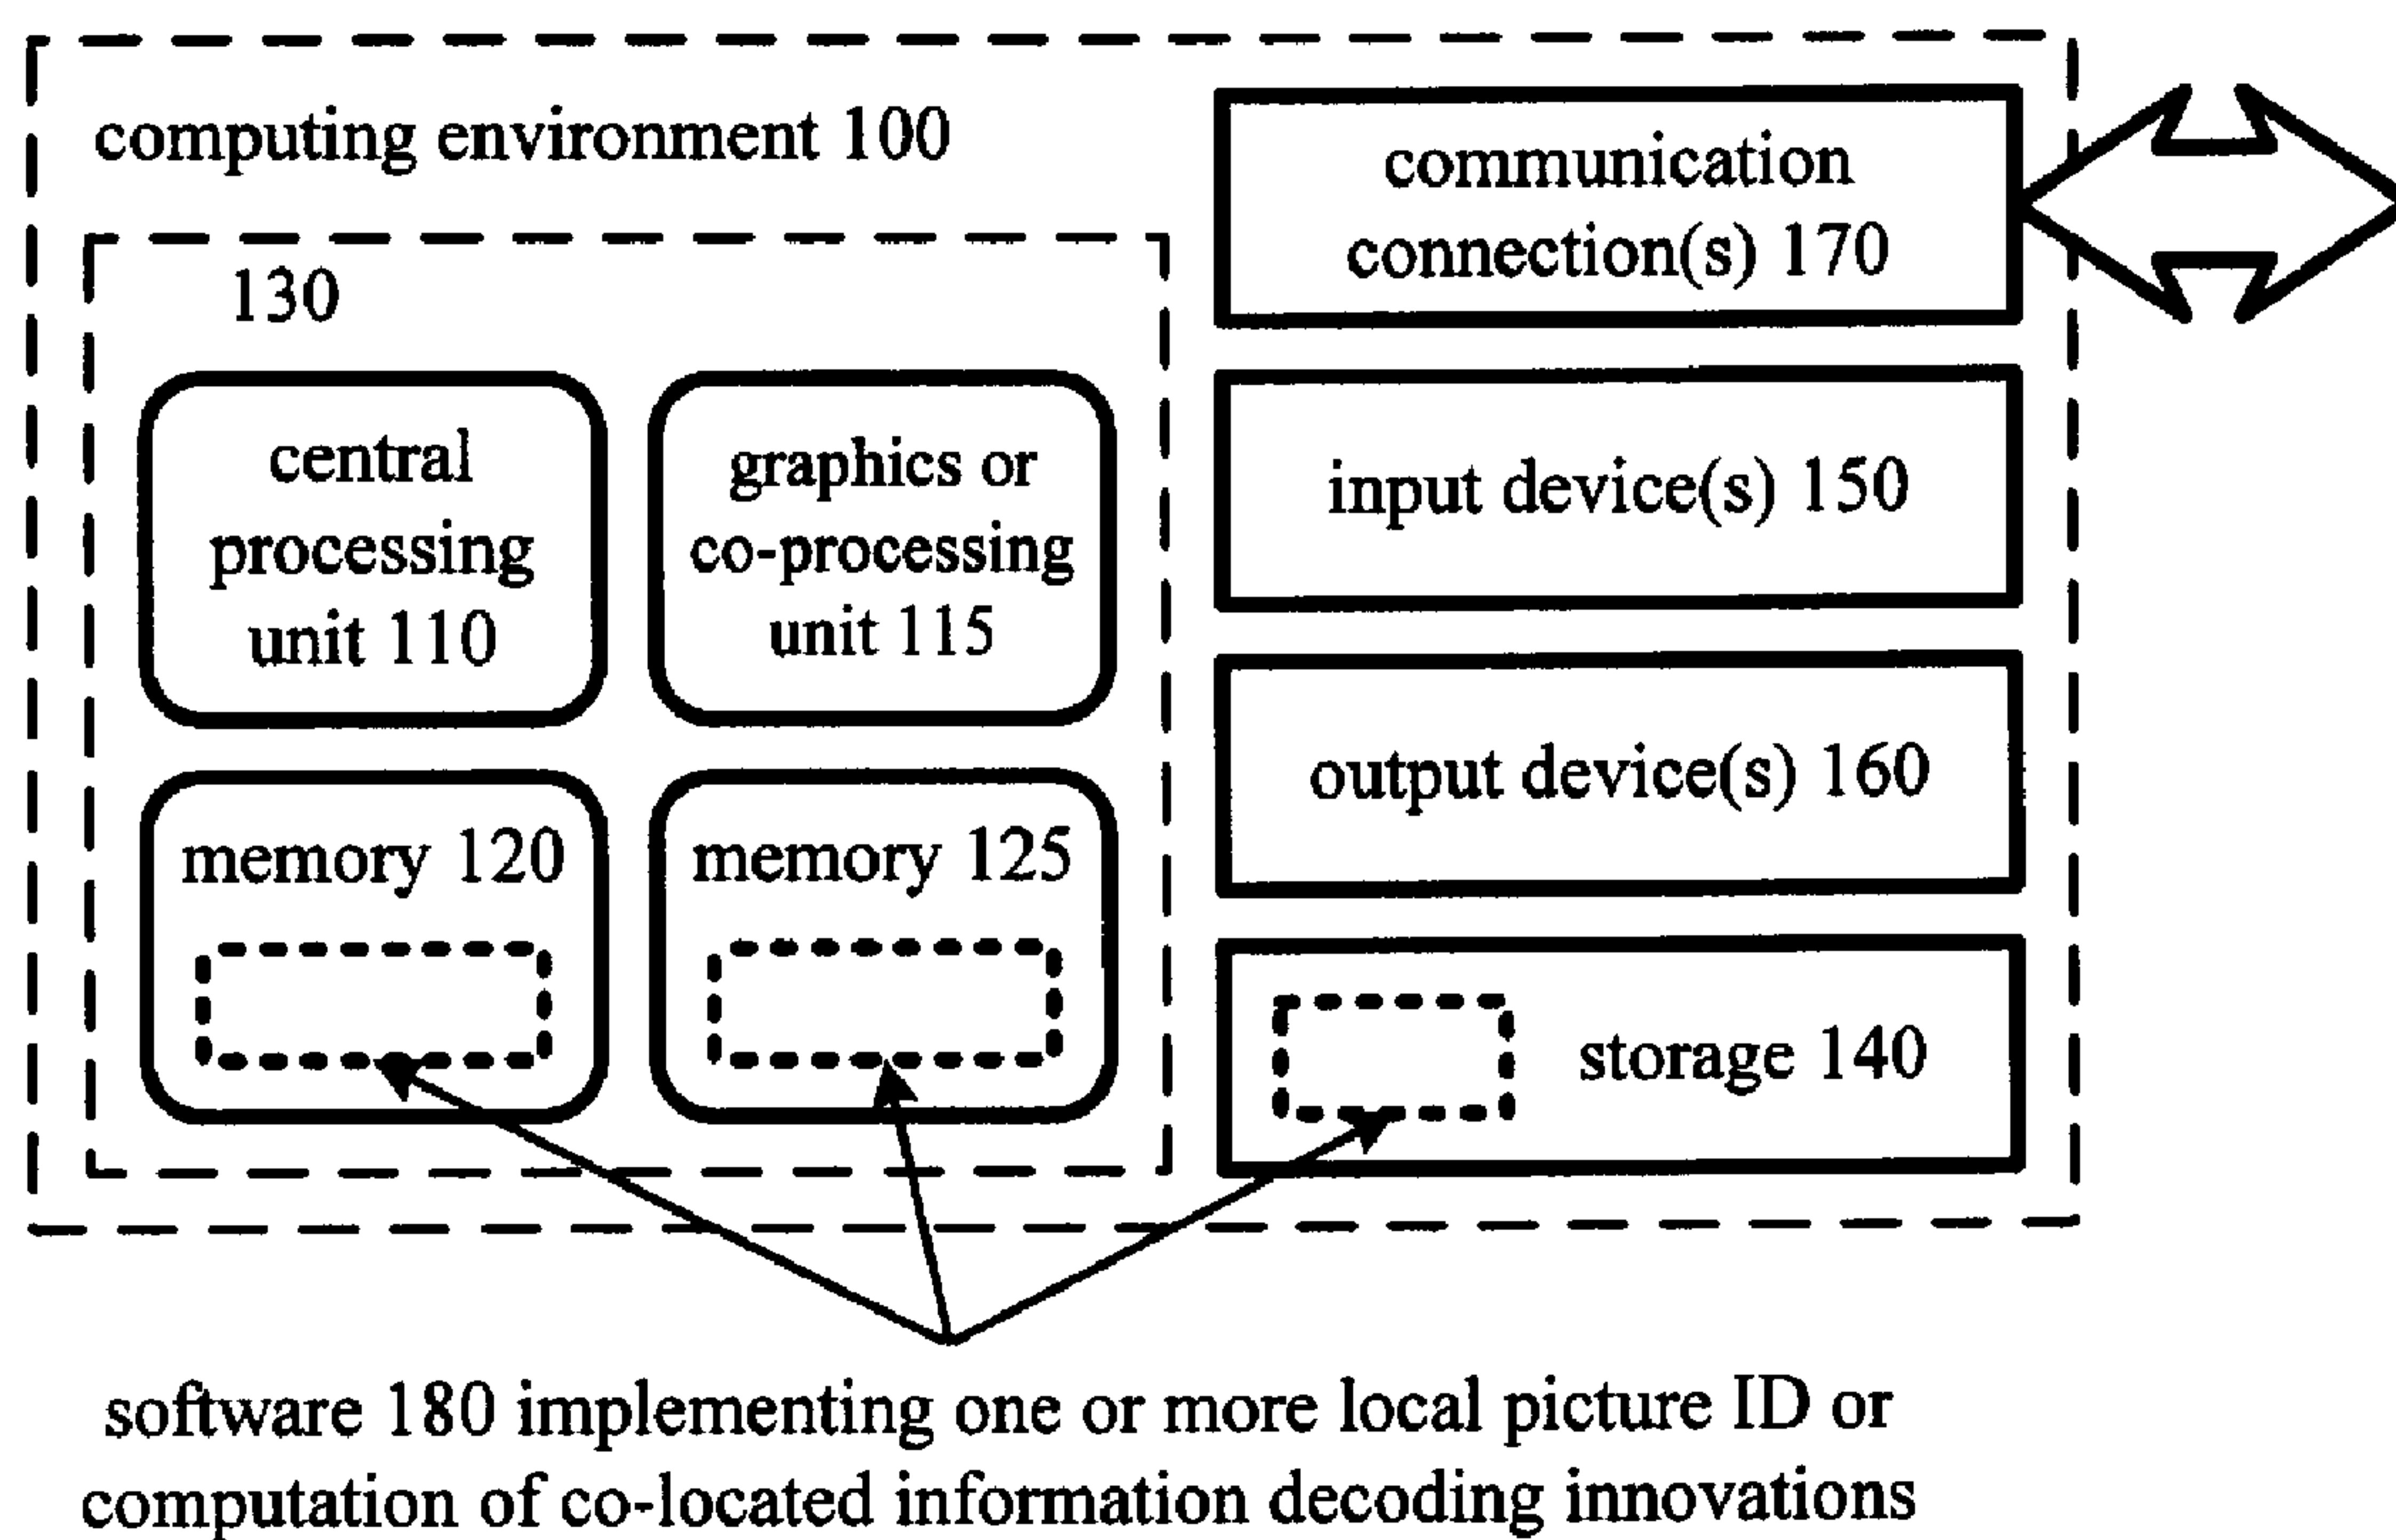 computing environment 100
communication
connection(s) 170
130
central
processing
unit 110
graphics or
co-processing
unit 115
input device(s) 150
output device(s) 160
memory 120
memory 125
storage 140
software 180 implementing one or more local picture ID or
computation of co-located information decoding innovations